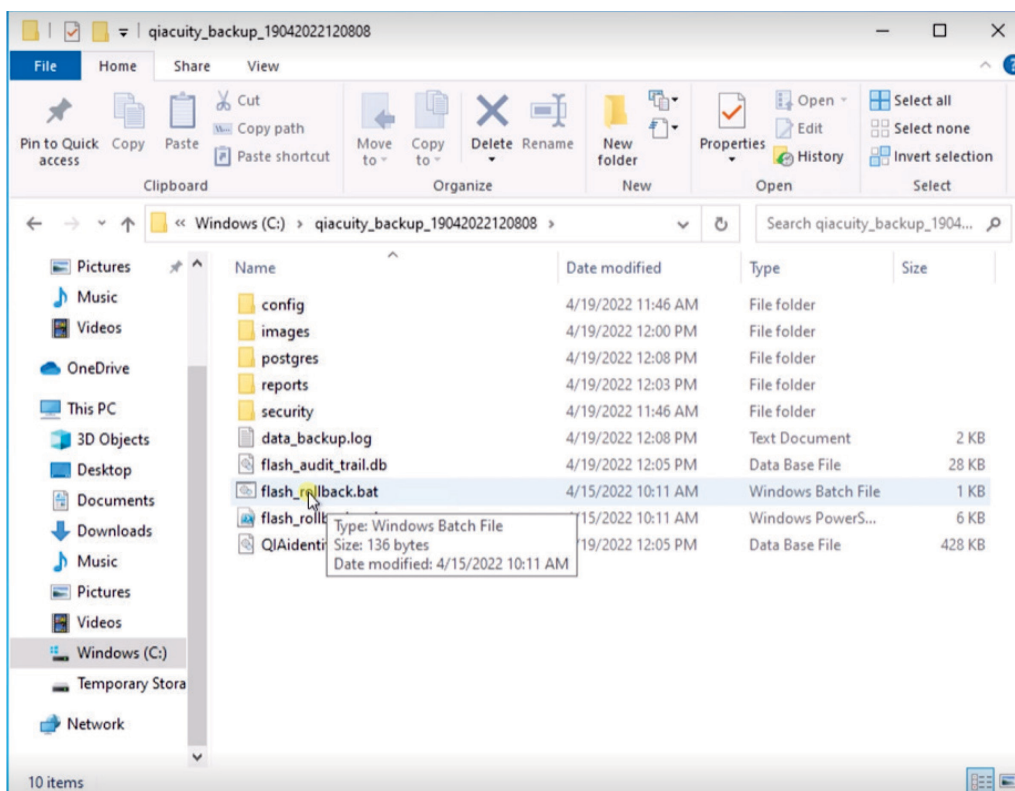 qiacuity_backup_19042022120808
File Home Share View
Pin to Quick access
Copy
Paste
Cut
Copy path
Paste shortcut
Clipboard
Move to
Copy to
Delete
Rename
Organize
New folder
New
Properties
Open
Edit
History
Open
Select all
Select none
Invert selection
Select
« Windows (C:) › qiacuity_backup_19042022120808 ›
Search qiacuity_backup_1904...
Pictures
Music
Videos
OneDrive
This PC
3D Objects
Desktop
Documents
Downloads
Music
Pictures
Videos
Windows (C:)
Temporary Stora
Network
Name Date modified Type Size
config 4/19/2022 11:46 AM File folder
images 4/19/2022 12:00 PM File folder
postgres 4/19/2022 12:08 PM File folder
reports 4/19/2022 12:03 PM File folder
security 4/19/2022 11:46 AM File folder
data_backup.log 4/19/2022 12:08 PM Text Document 2 KB
flash_audit_trail.db 4/19/2022 12:05 PM Data Base File 28 KB
flash_rollback.bat 4/15/2022 10:11 AM Windows Batch File 1 KB
flash_rollb /15/2022 10:11 AM Windows PowerS... 6 KB
QIAidenti /19/2022 12:05 PM Data Base File 428 KB
Type: Windows Batch File
Size: 136 bytes
Date modified: 4/15/2022 10:11 AM
10 items